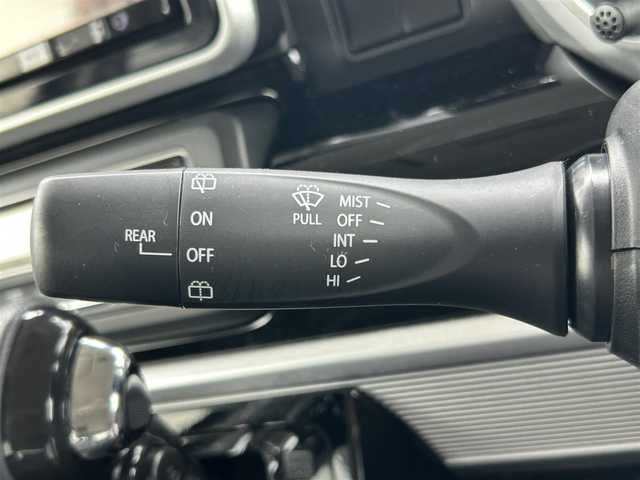 REAR
ON
OFF
PULL
MIST
OFF
INT
LO
HI